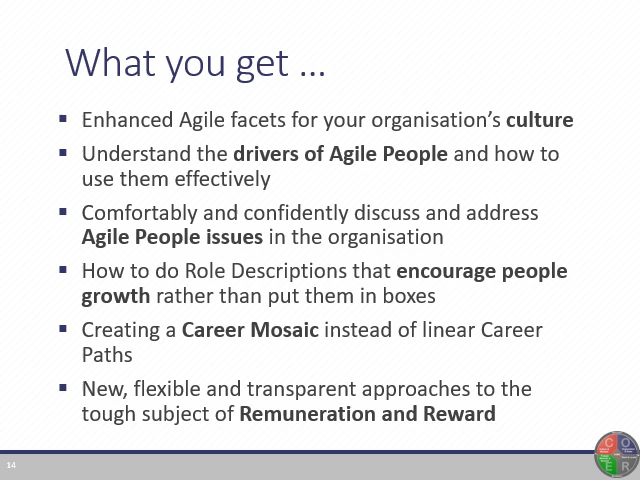 What you get ...
▪ Enhanced Agile facets for your organisation's culture
▪ Understand the drivers of Agile People and how to
use them effectively
▪ Comfortably and confidently discuss and address
Agile People issues in the organisation
▪ How to do Role Descriptions that encourage people
growth rather than put them in boxes
▪ Creating a Career Mosaic instead of linear Career
Paths
▪ New, flexible and transparent approaches to the
tough subject of Remuneration and Reward
14
C O
E R